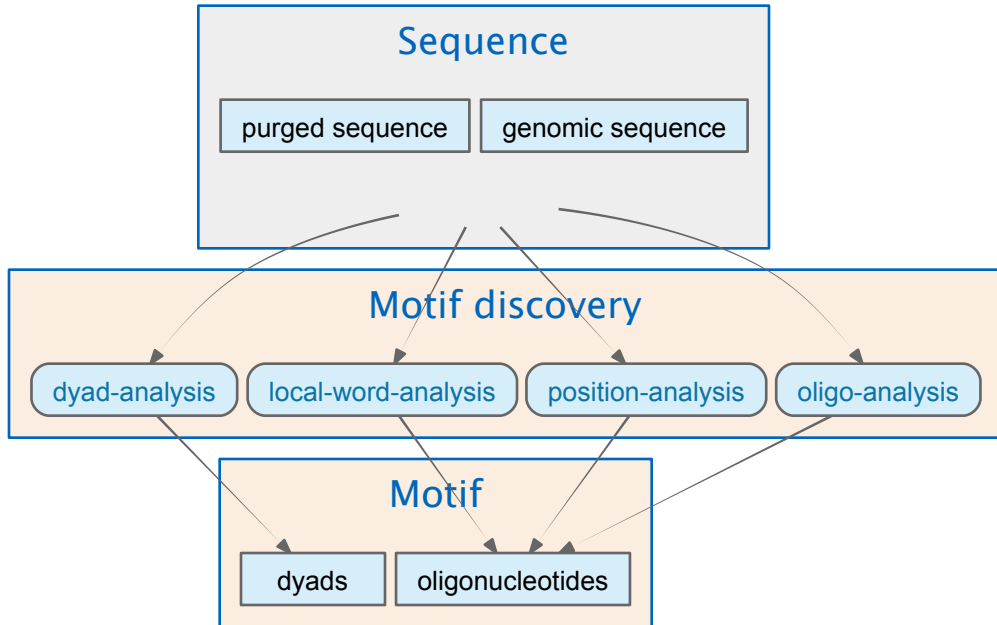 Sequence
purged sequence
genomic sequence
Motif discovery
dyad-analysis
local-word-analysis
position-analysis
oligo-analysis
Motif
dyads
oligonucleotides